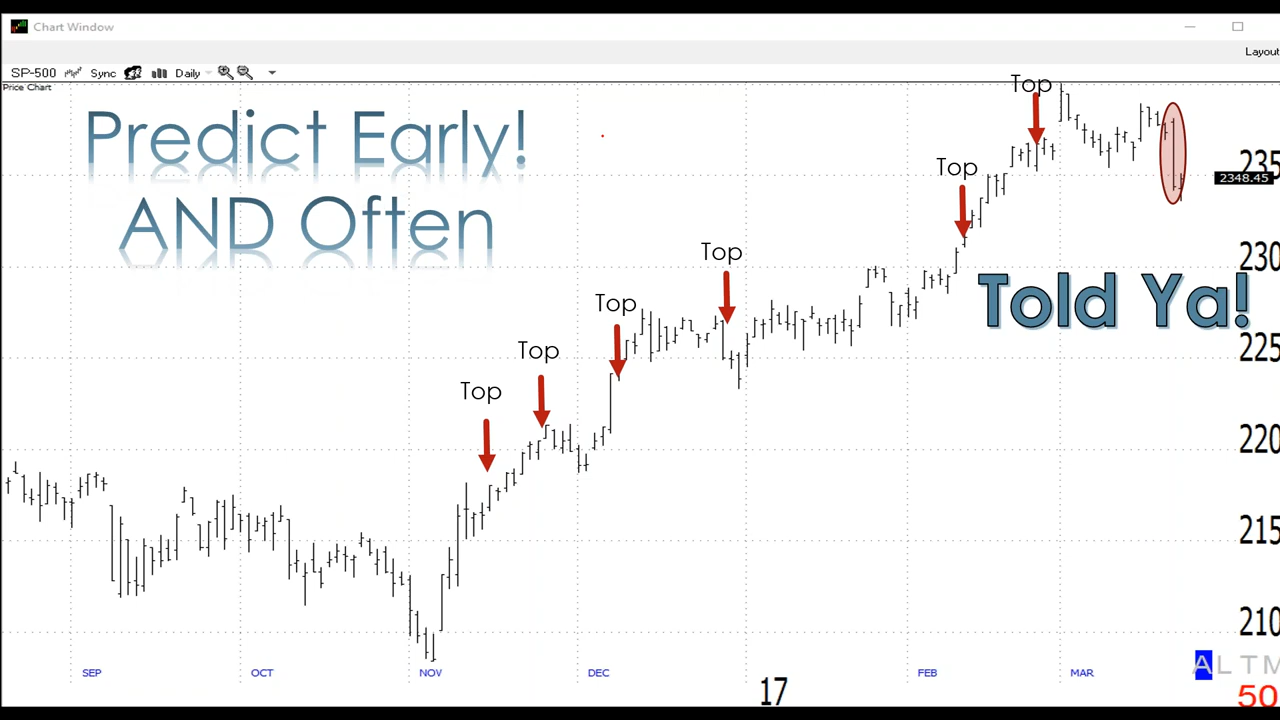 Chart Window
Layout
SP-500 Sync Daily
Price Chart
Predict Early!
AND Often
Top
Top
Top
Top
Top
Top
Told Ya!
235
2348.45
230
225
220
215
210
SEP OCT NOV DEC FEB MAR
17
ALTM
50